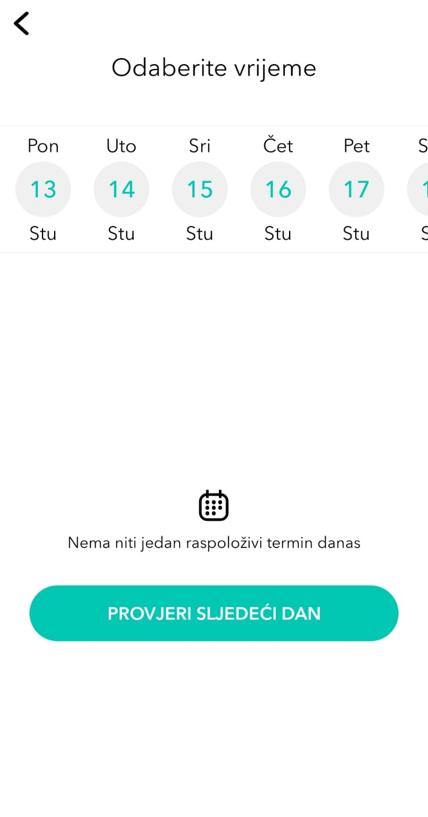 Odaberite vrijeme
Pon Uto Sri Čet Pet
13 14 15 16 17
Stu Stu Stu Stu Stu
Nema niti jedan raspoloživi termin danas
PROVJERI SLJEDEĆI DAN